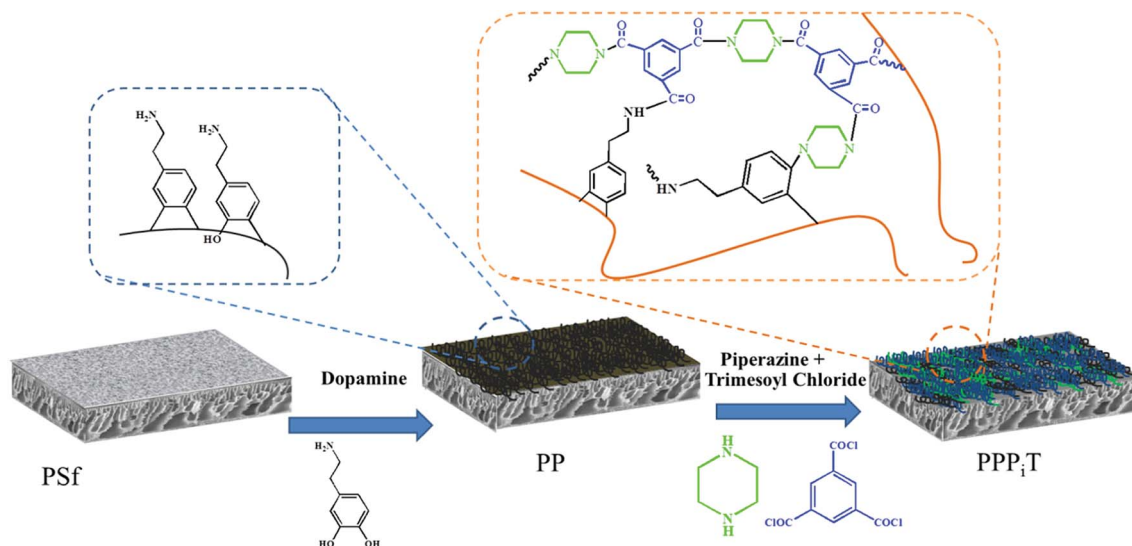 O O O O
C C C C
N N N N
C=O
C=O
NH
N N
HN
H₂N
H₂N
HO
Dopamine
Piperazine +
Trimesoyl Chloride
PSf
PP
PPPᵢT
H₂N
HO OH
H
N
N
H
COCl
ClOC COCl